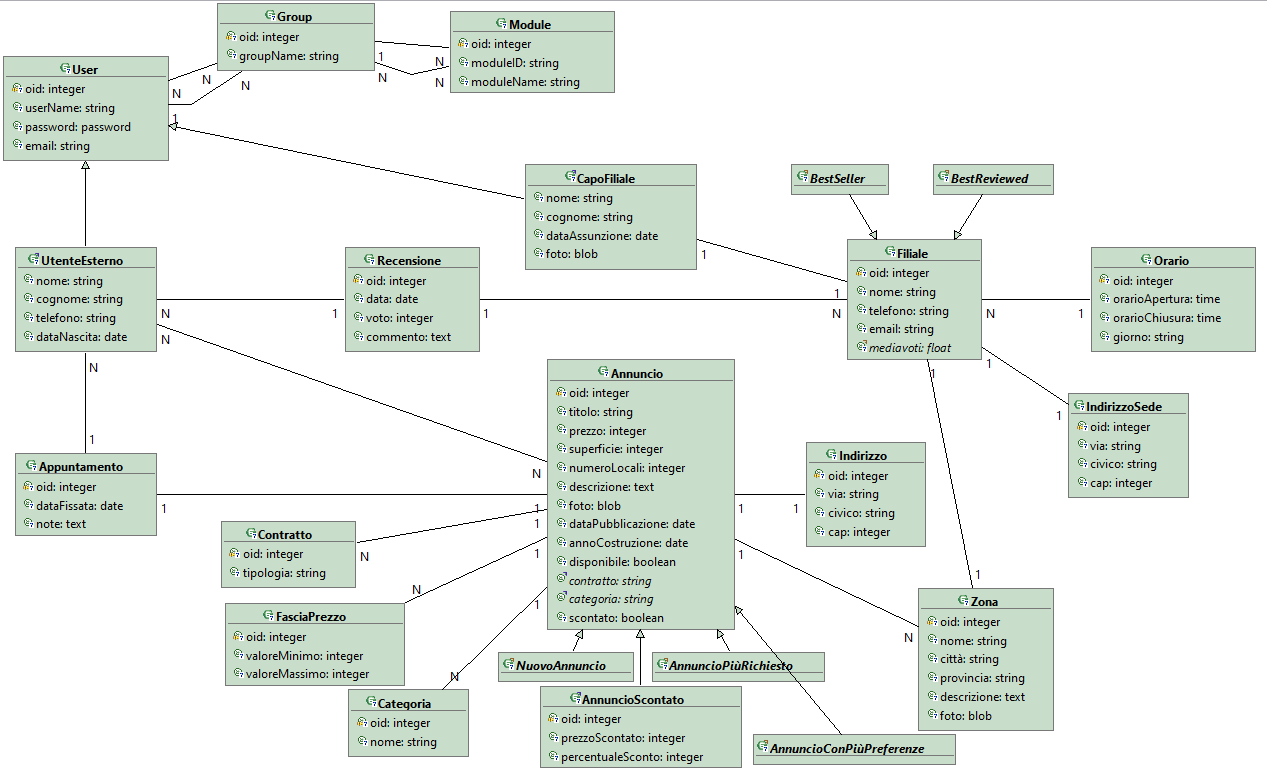 Group
oid: integer
groupName: string
Module
oid: integer
moduleID: string
moduleName: string
User
oid: integer
userName: string
password: password
email: string
N
N
N
N
1
1
N
N
N
CapoFiliale
nome: string
cognome: string
dataAssunzione: date
foto: blob
1
BestSeller
BestReviewed
UtenteEsterno
nome: string
cognome: string
telefono: string
dataNascita: date
N
N
N
Recensione
oid: integer
data: date
voto: integer
commento: text
1
1
Filiale
oid: integer
nome: string
telefono: string
email: string
mediavoti: float
1
N
N
1
1
Orario
oid: integer
orarioApertura: time
orarioChiusura: time
giorno: string
1
IndirizzoSede
oid: integer
via: string
civico: string
cap: integer
1
Annuncio
oid: integer
titolo: string
prezzo: integer
superficie: integer
numeroLocali: integer
descrizione: text
foto: blob
dataPubblicazione: date
annoCostruzione: date
disponibile: boolean
contratto: string
categoria: string
scontato: boolean
N
1
1
1
1
1
1
Appuntamento
oid: integer
dataFissata: date
note: text
1
1
Indirizzo
oid: integer
via: string
civico: string
cap: integer
1
Contratto
oid: integer
tipologia: string
N
FasciaPrezzo
oid: integer
valoreMinimo: integer
valoreMassimo: integer
N
Categoria
oid: integer
nome: string
N
Zona
oid: integer
nome: string
città: string
provincia: string
descrizione: text
foto: blob
1
N
NuovoAnnuncio
AnnuncioPiùRichiesto
AnnuncioScontato
oid: integer
prezzoScontato: integer
percentualeSconto: integer
AnnuncioConPiùPreferenze